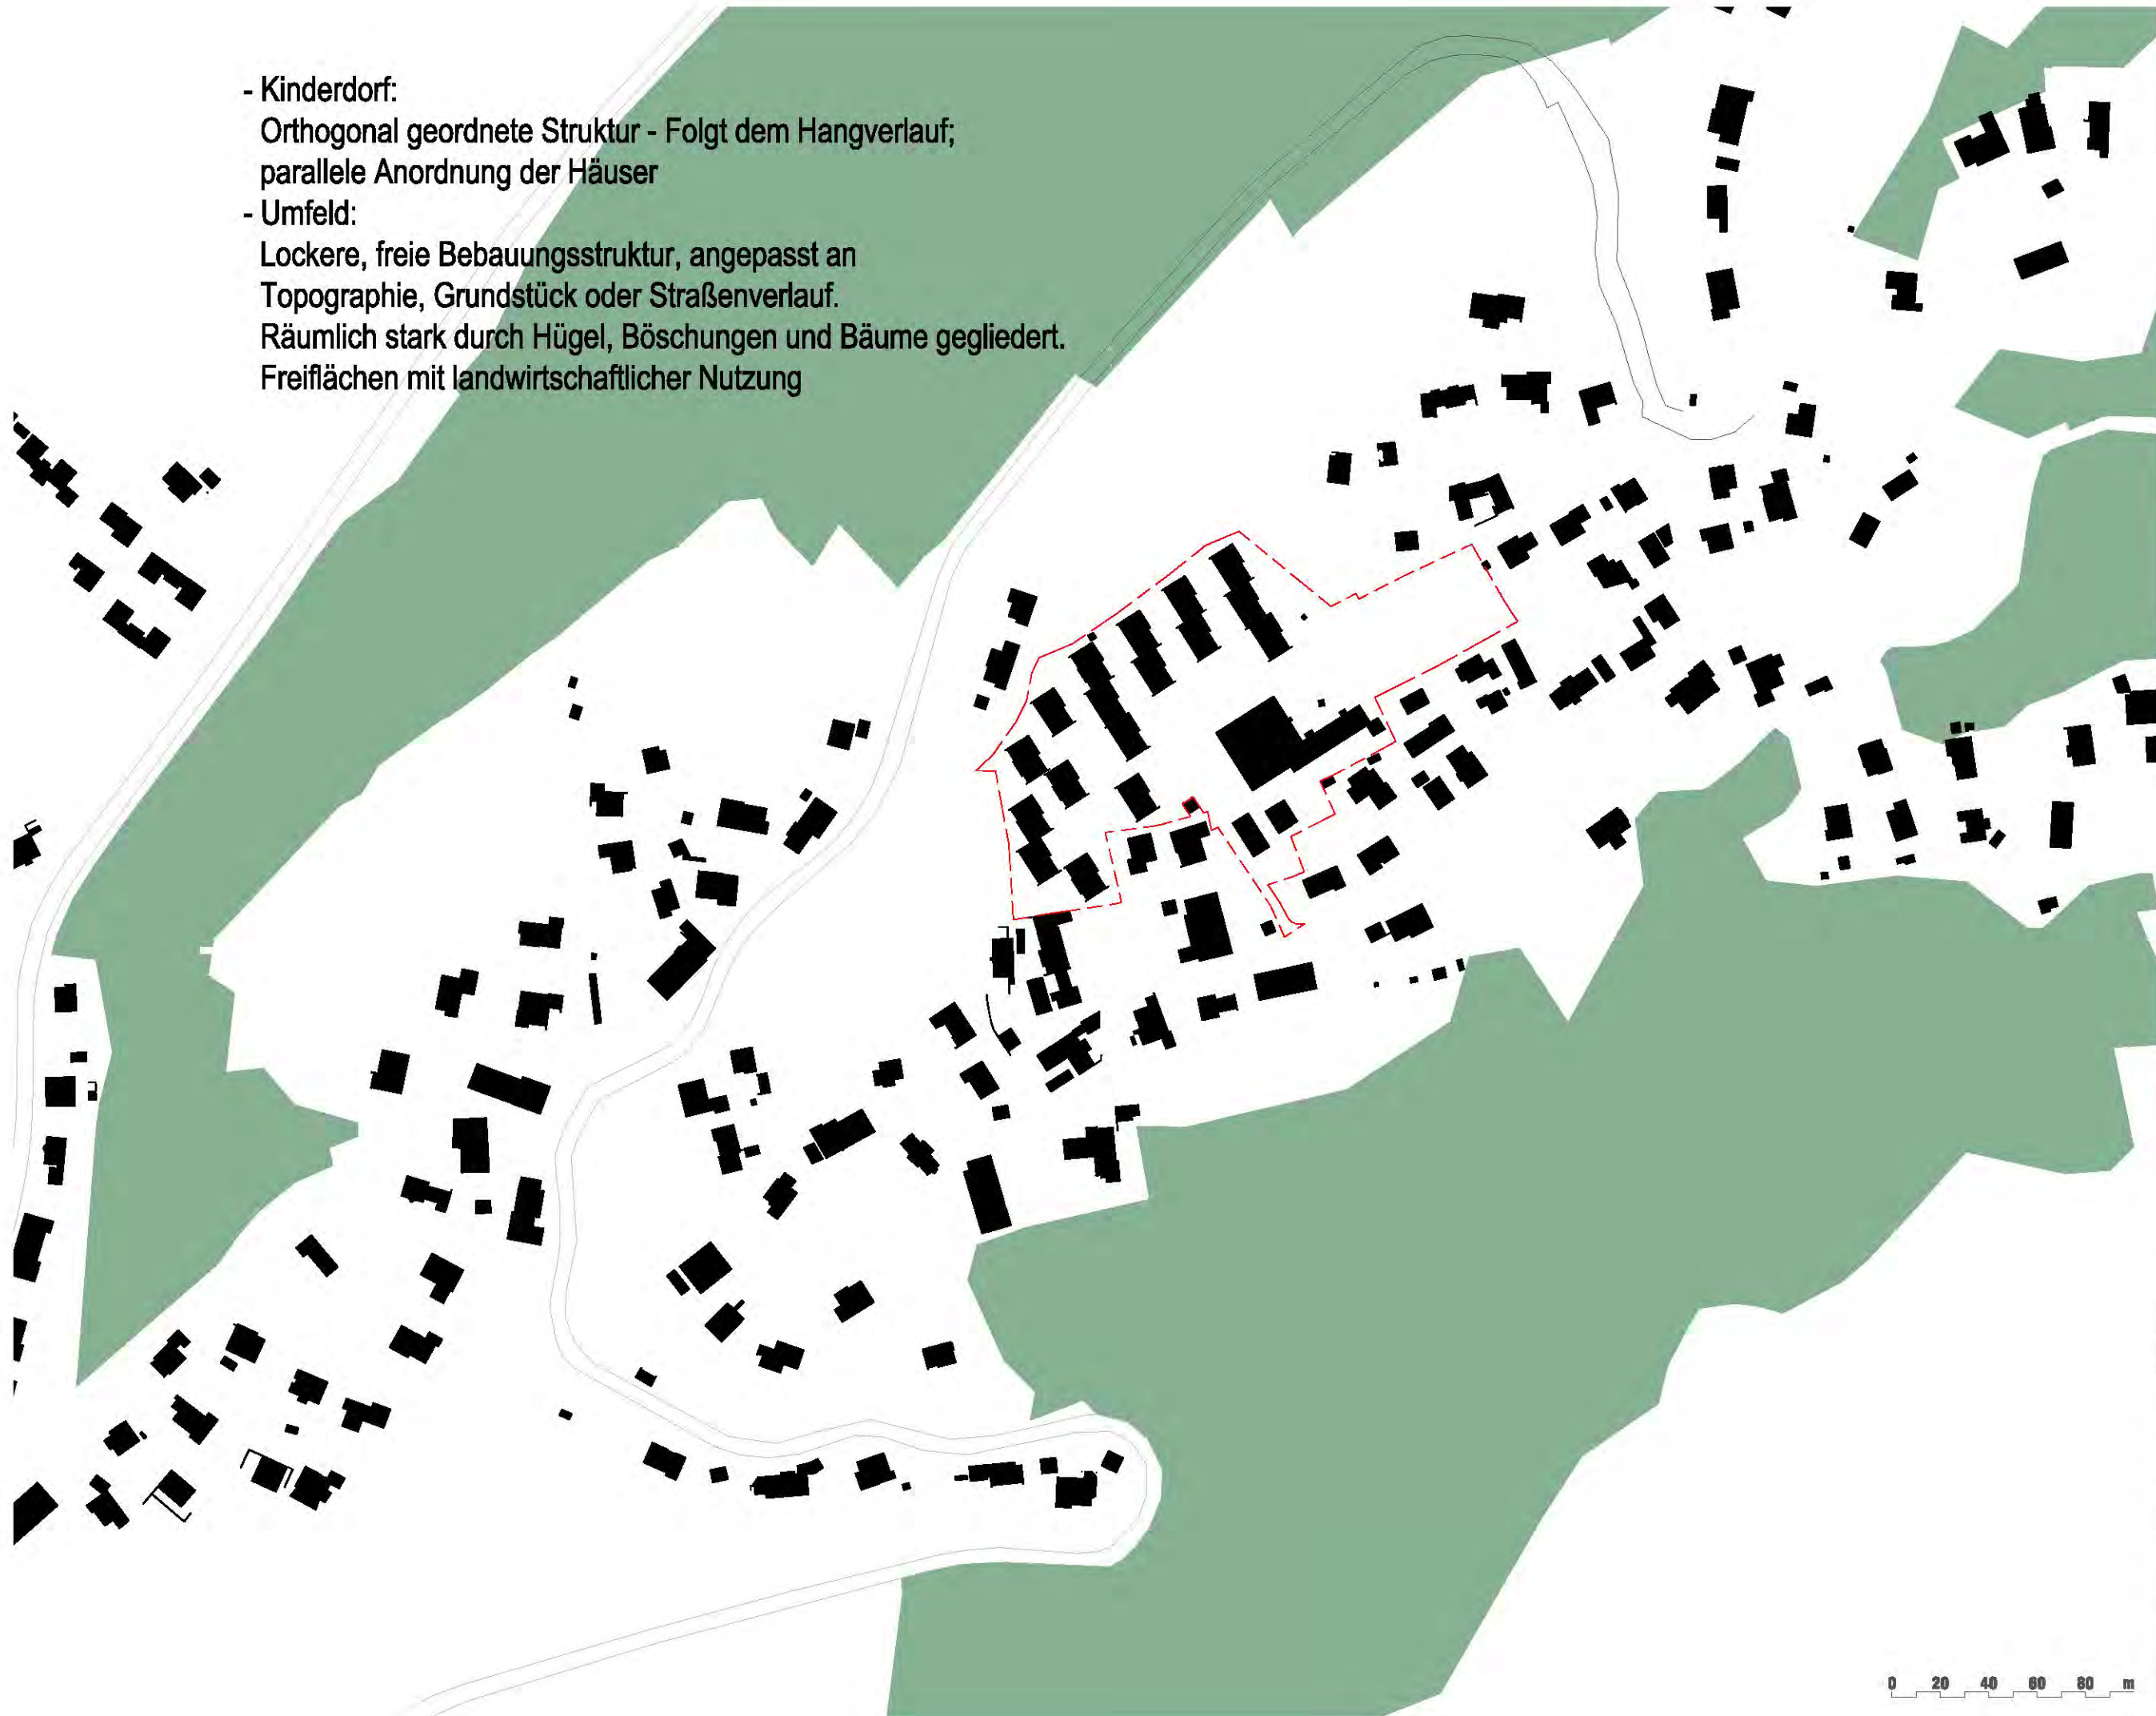 - Kinderdorf:
Orthogonal geordnete Struktur - Folgt dem Hangverlauf;
parallele Anordnung der Häuser
- Umfeld:
Lockere, freie Bebauungsstruktur, angepasst an
Topographie, Grundstück oder Straßenverlauf.
Räumlich stark durch Hügel, Böschungen und Bäume gegliedert.
Freiflächen mit landwirtschaftlicher Nutzung
0 20 40 60 80 m